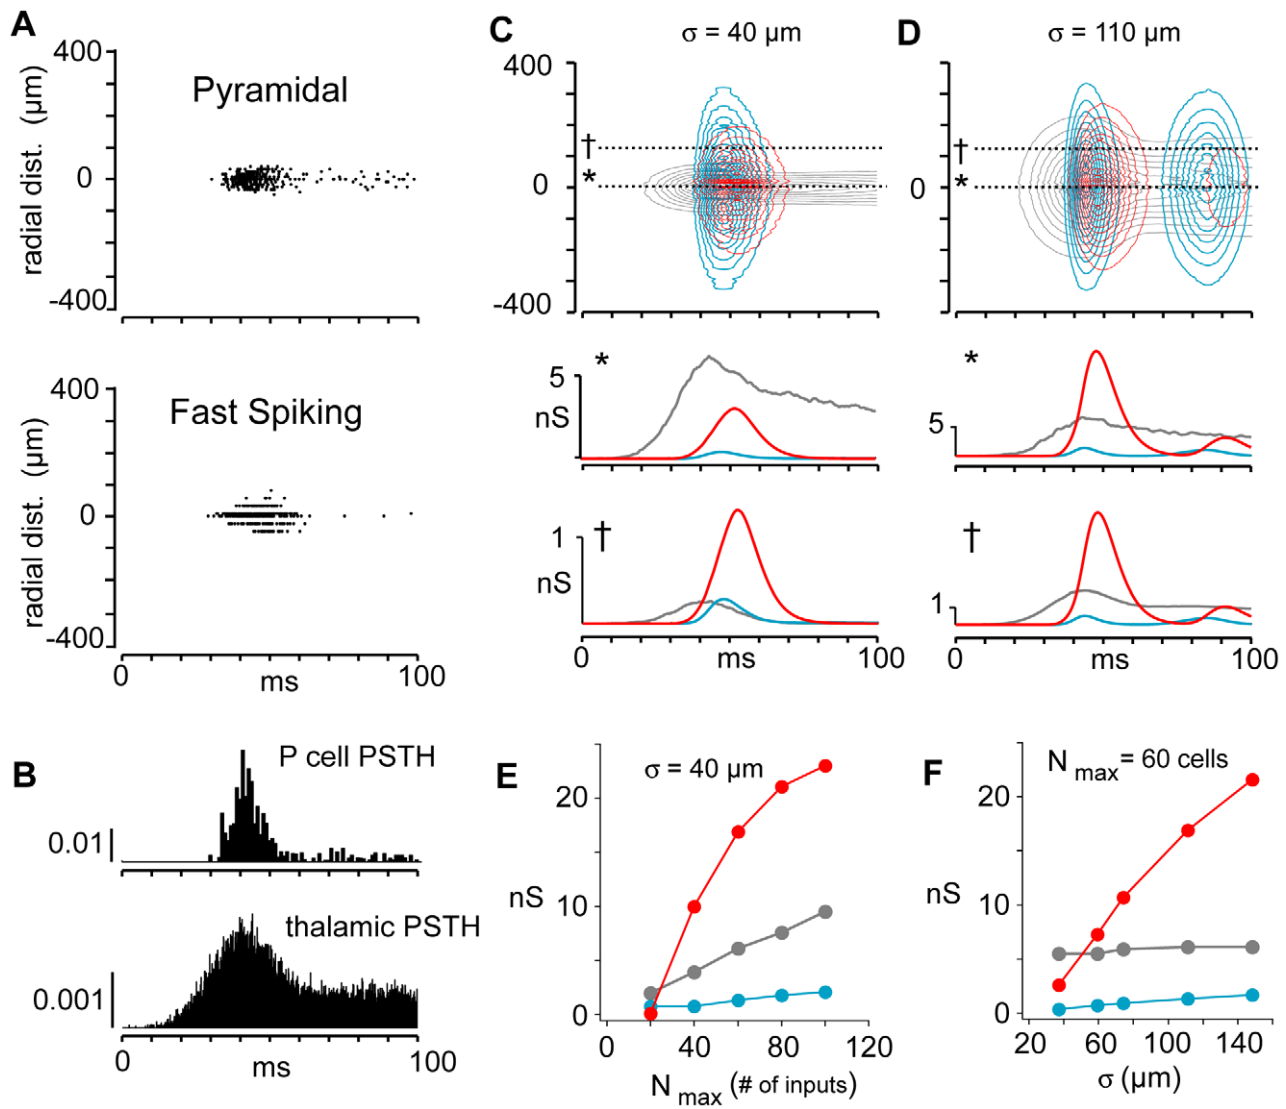 A
400
radial dist. (µm)
Pyramidal
0
-400
400
radial dist. (µm)
Fast Spiking
0
-400
0
ms
100
B
P cell PSTH
0.01
thalamic PSTH
0.001
0
ms
100
C
σ = 40 µm
400
†
*
0
-400
*
5
nS
†
1
nS
0
ms
100
D
σ = 110 µm
†
*
0
*
5
†
1
0
ms
100
E
σ = 40 µm
20
nS
10
0
0 40 80 120
N max (# of inputs)
F
N max = 60 cells
20
nS
10
0
20 60 100 140
σ (µm)